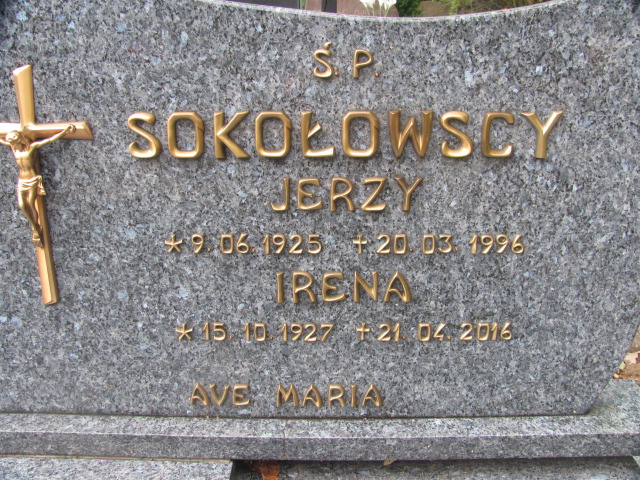 Ś. P.
SOKOŁOWSCY
JERZY
* 9. 06. 1925 + 20. 03. 1996
IRENA
* 15. 10. 1927 + 21. 04. 2016
AVE MARIA